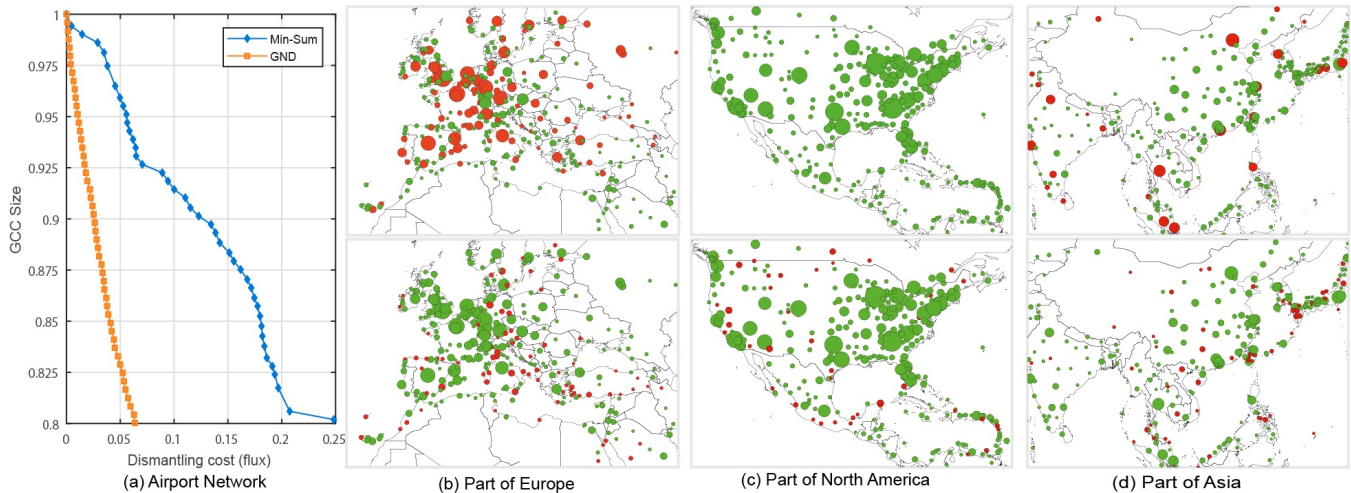 1
0.975
0.95
0.925
0.9
0.875
0.85
0.825
0.8
GCC Size
Min-Sum
GND
0
0.05
0.1
0.15
0.2
0.25
Dismantling cost (flux)
(a) Airport Network
(b) Part of Europe
(c) Part of North America
(d) Part of Asia